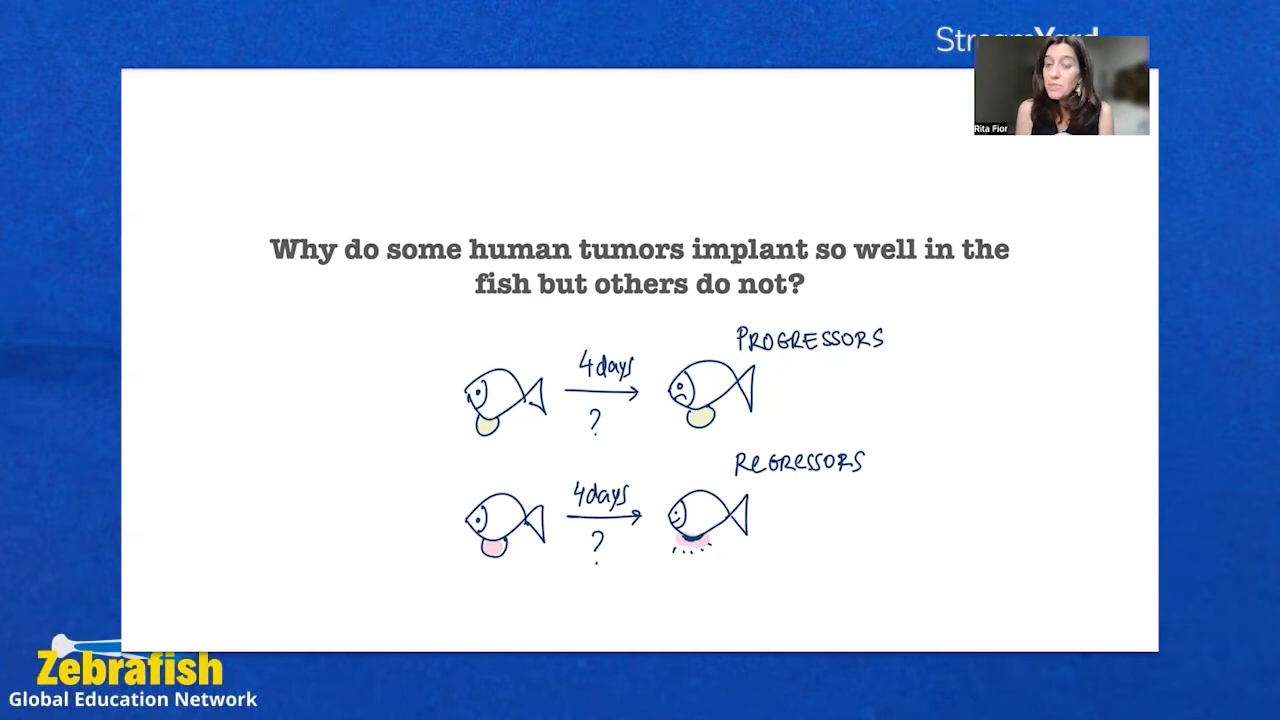 Rita Fior
Why do some human tumors implant so well in the
fish but others do not?
PROGRESSORS
4days
?
ReGRessoRS
4days
?
Zebrafish
Global Education Network